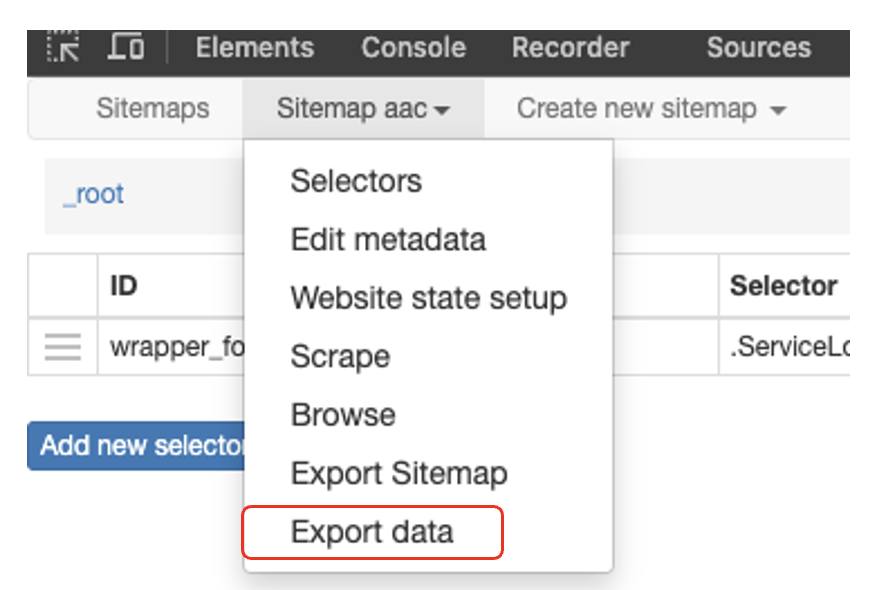 Elements Console Recorder Sources
Sitemaps Sitemap aac Create new sitemap
_root
Selectors
Edit metadata
Website state setup
Scrape
Browse
Export Sitemap
Export data
ID Selector
wrapper_fo .ServiceLo
Add new selector